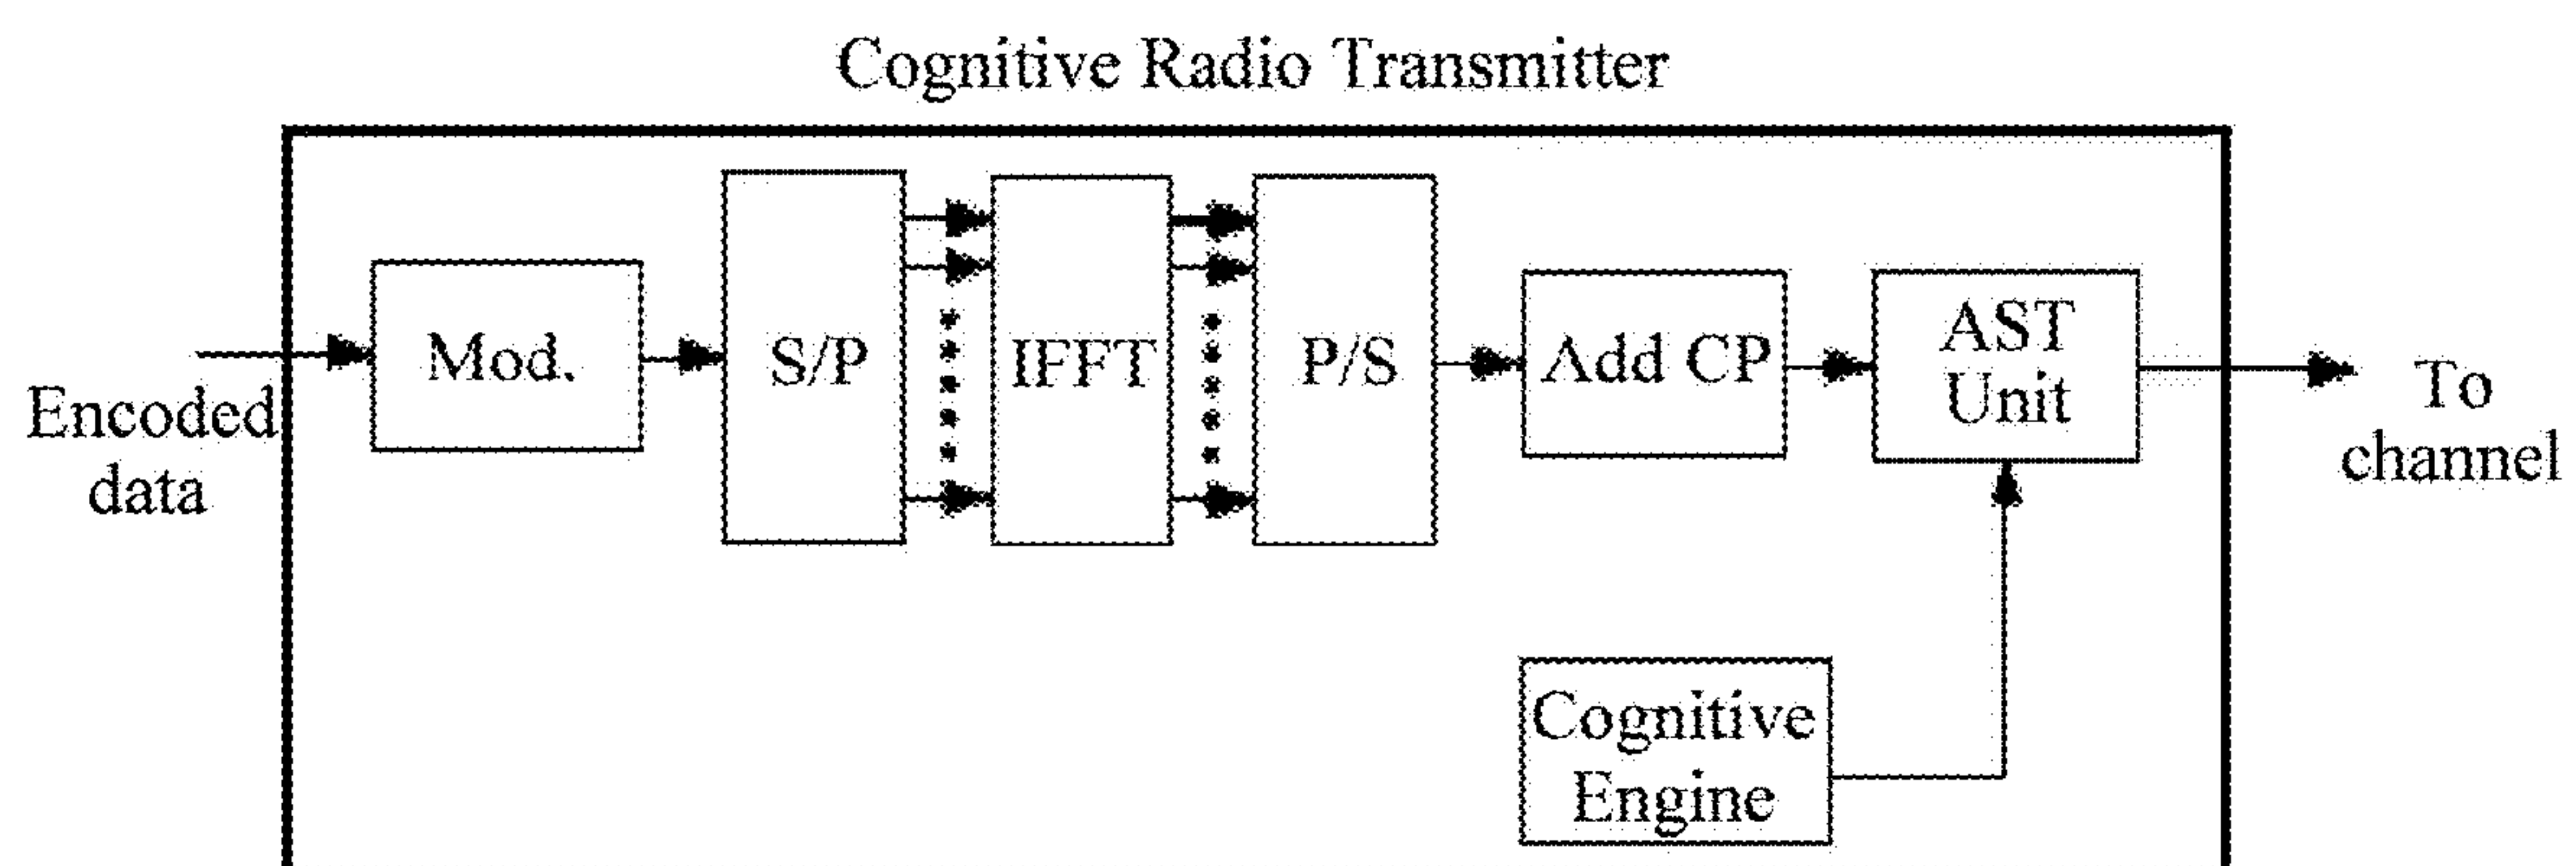 Cognitive Radio Transmitter
Encoded
data
Mod.
S/P
IFFT
P/S
Add CP
AST
Unit
To
channel
Cognitive
Engine